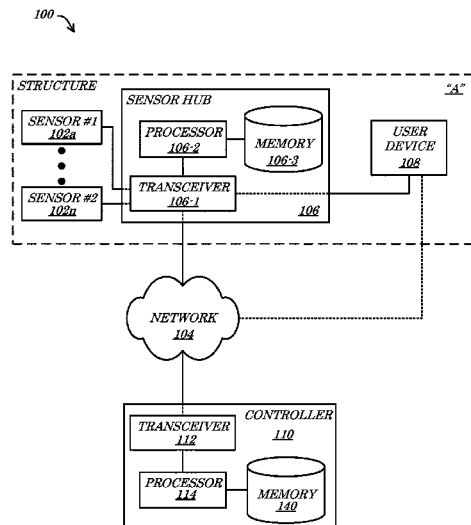 100
STRUCTURE
"A"
SENSOR HUB
SENSOR #1
102a
PROCESSOR
106-2
MEMORY
106-3
USER
DEVICE
108
SENSOR #2
102n
TRANSCEIVER
106-1
106
NETWORK
104
CONTROLLER
110
TRANSCEIVER
112
PROCESSOR
114
MEMORY
140